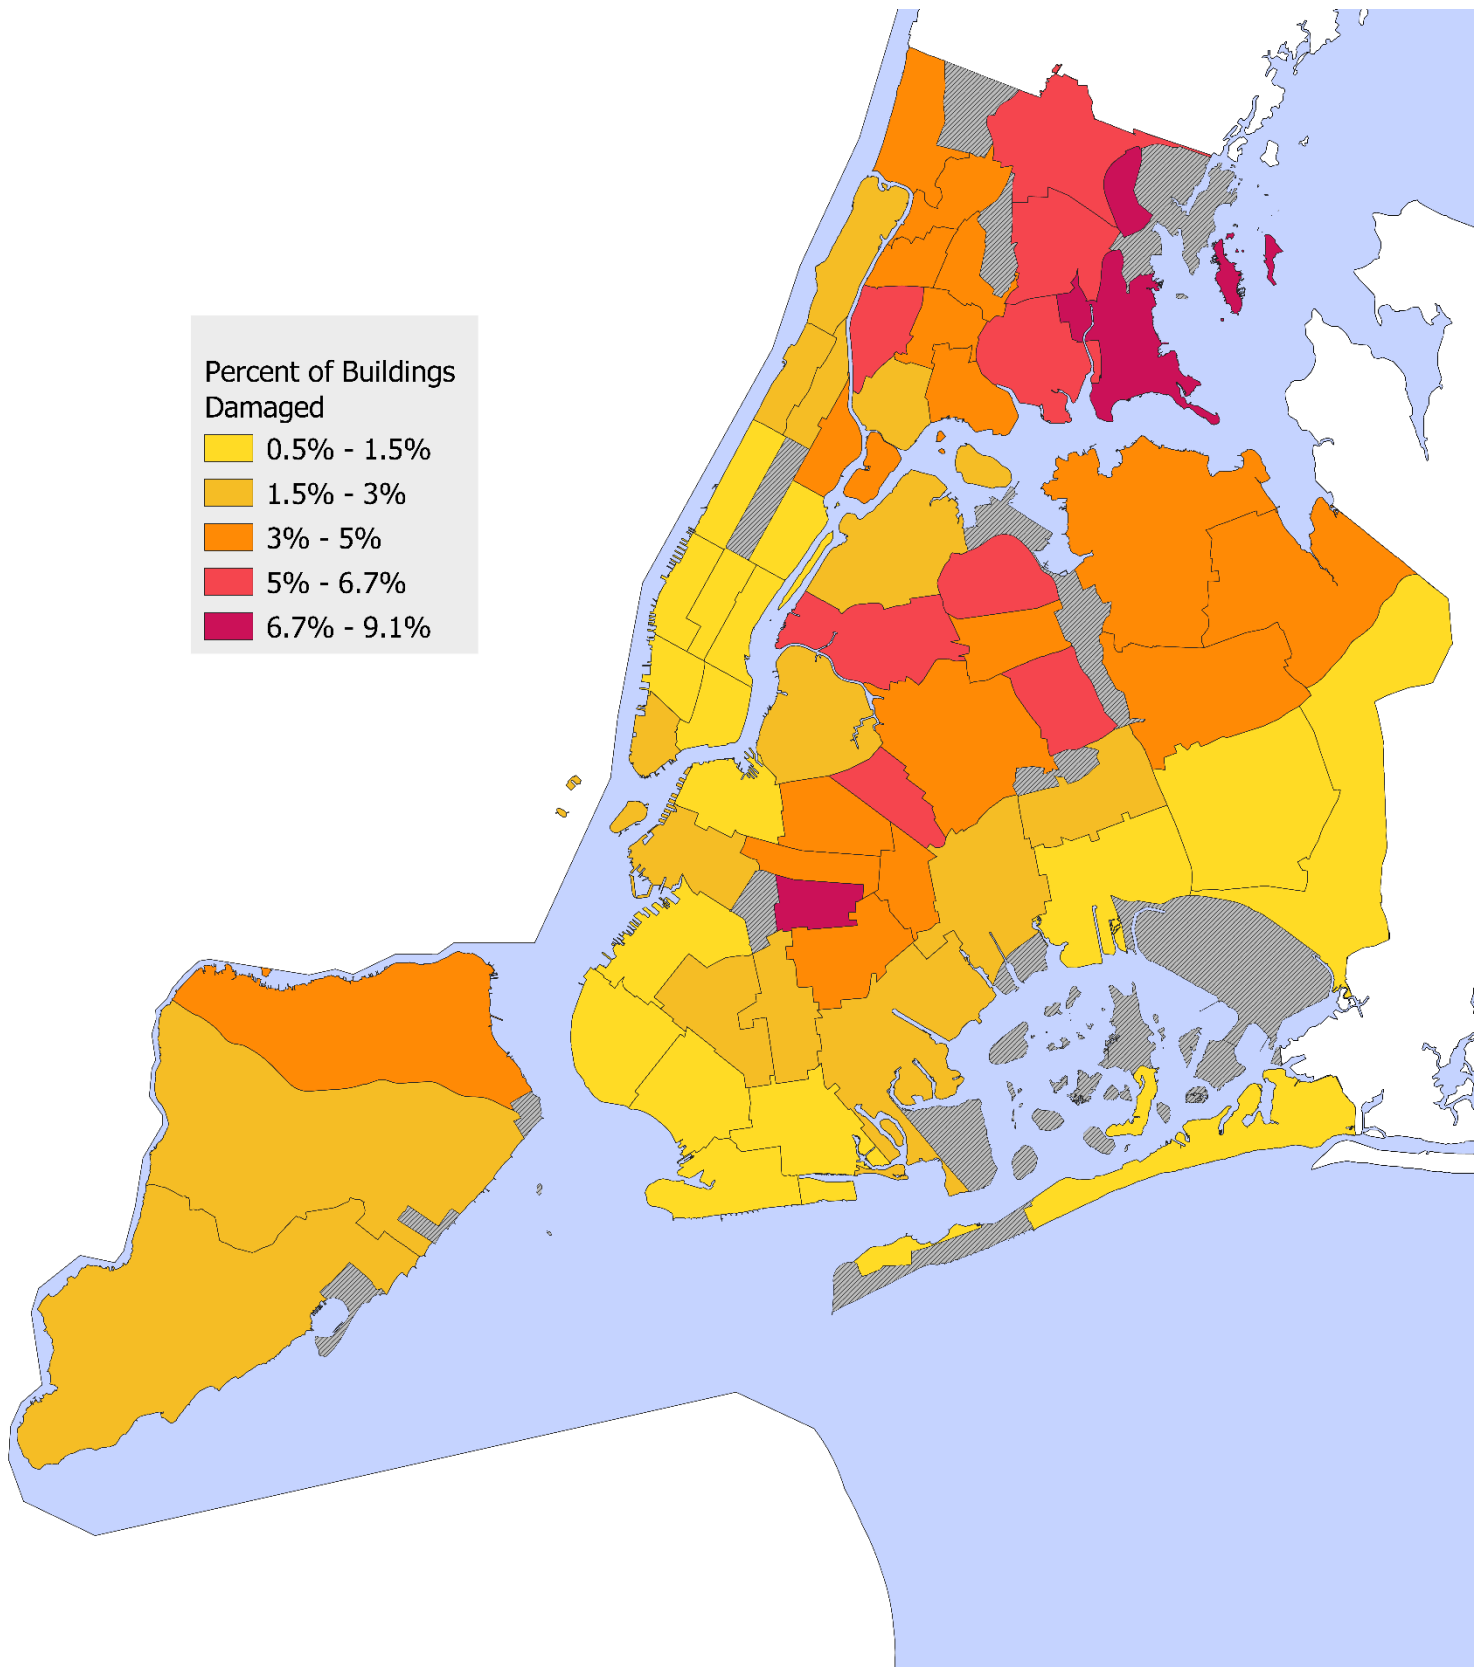 Percent of Buildings
Damaged
0.5% - 1.5%
1.5% - 3%
3% - 5%
5% - 6.7%
6.7% - 9.1%